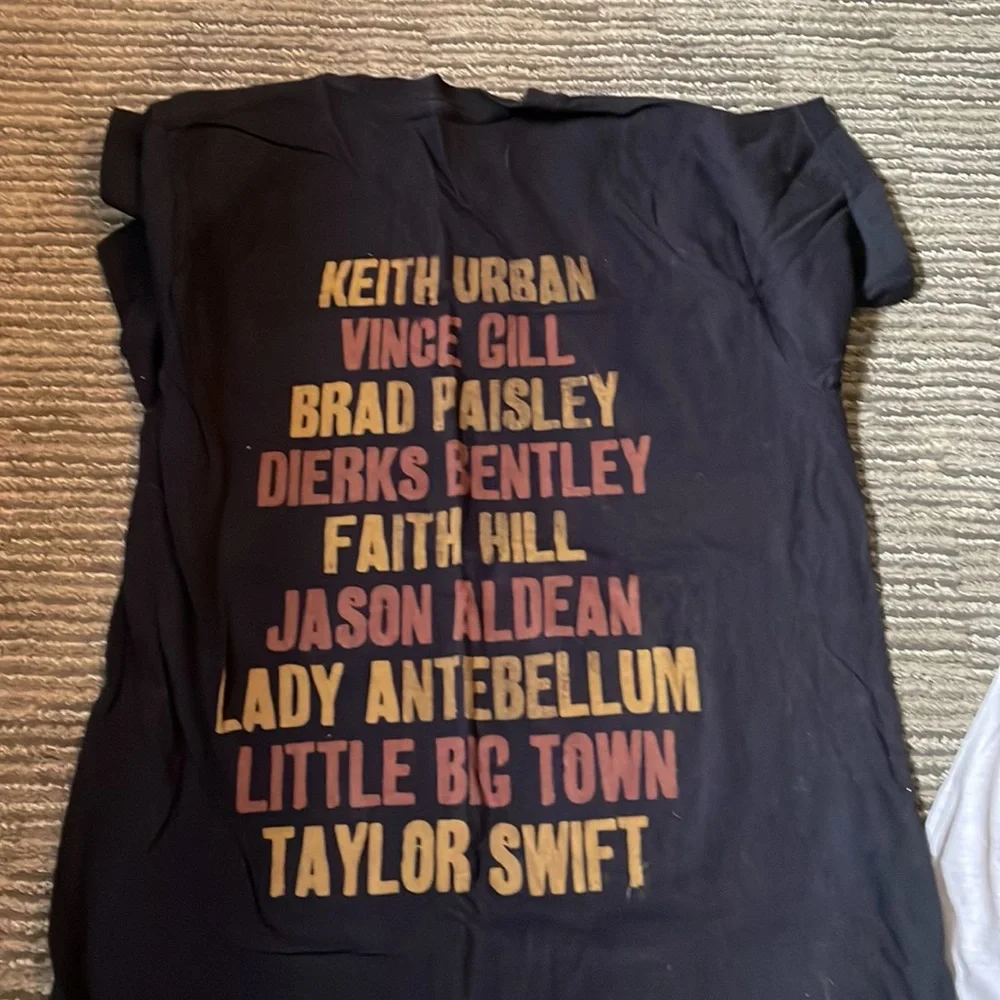 KEITH URBAN
VINCE GILL
BRAD PAISLEY
DIERKS BENTLEY
FAITH HILL
JASON ALDEAN
LADY ANTEBELLUM
LITTLE BIG TOWN
TAYLOR SWIFT